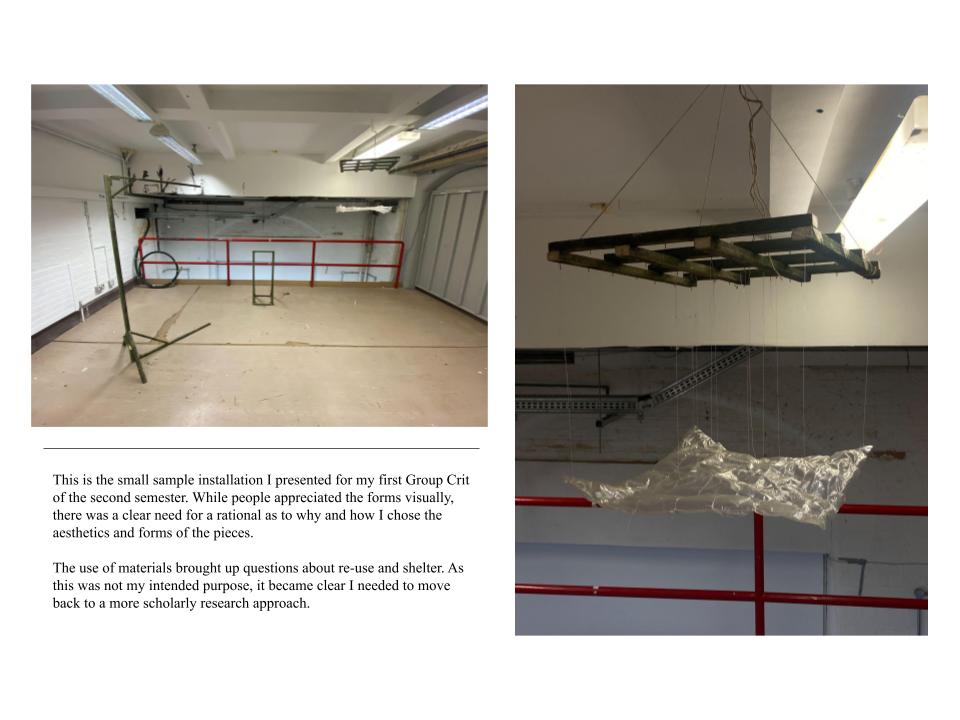 This is the small sample installation I presented for my first Group Crit
of the second semester. While people appreciated the forms visually,
there was a clear need for a rational as to why and how I chose the
aesthetics and forms of the pieces.
The use of materials brought up questions about re-use and shelter. As
this was not my intended purpose, it became clear I needed to move
back to a more scholarly research approach.